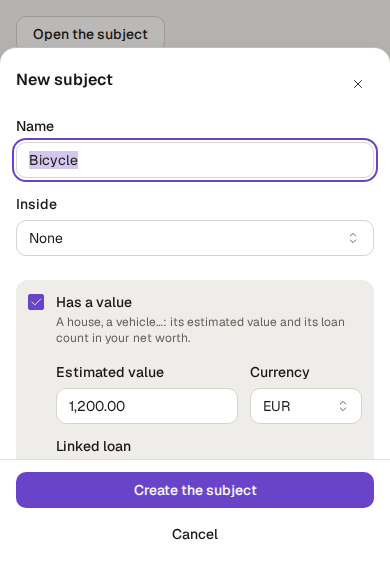 Open the subject
New subject
Name
Bicycle
Inside
None
Has a value
A house, a vehicle…: its estimated value and its loan
count in your net worth.
Estimated value
Currency
1,200.00
EUR
Linked loan
Create the subject
Cancel